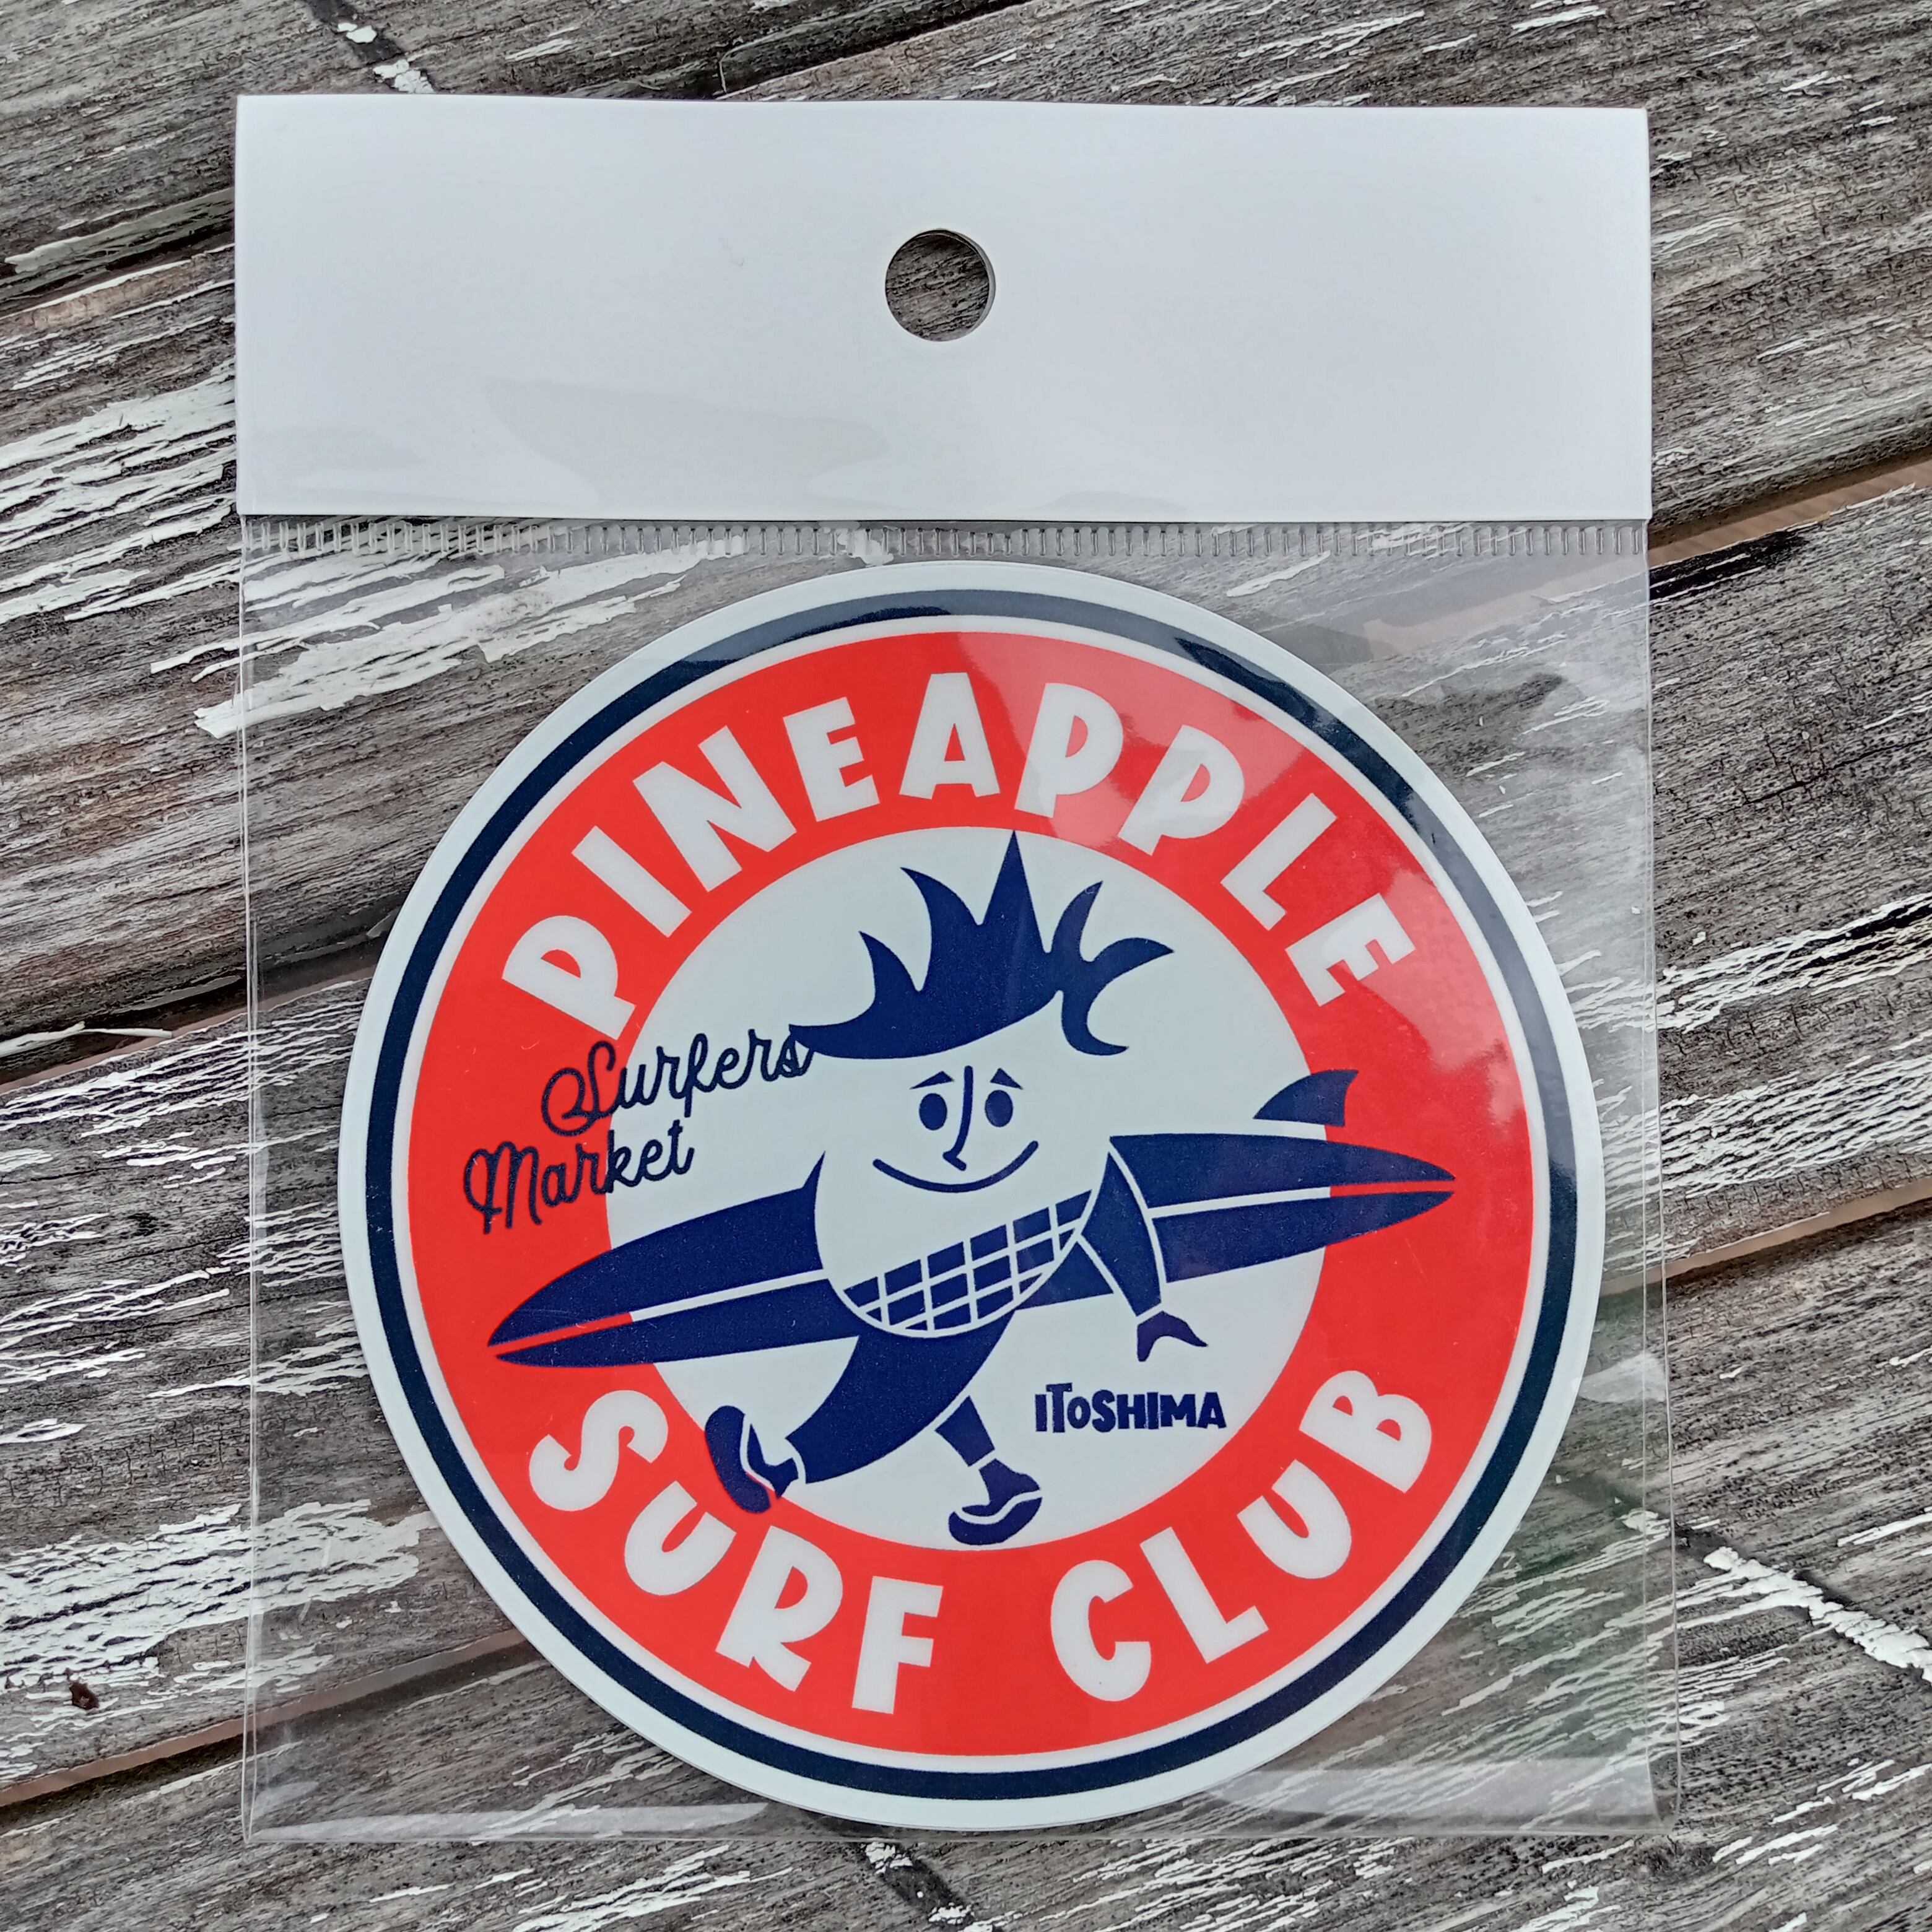 PINEAPPLE
Surfers
Market
ITOSHIMA
SURF CLUB